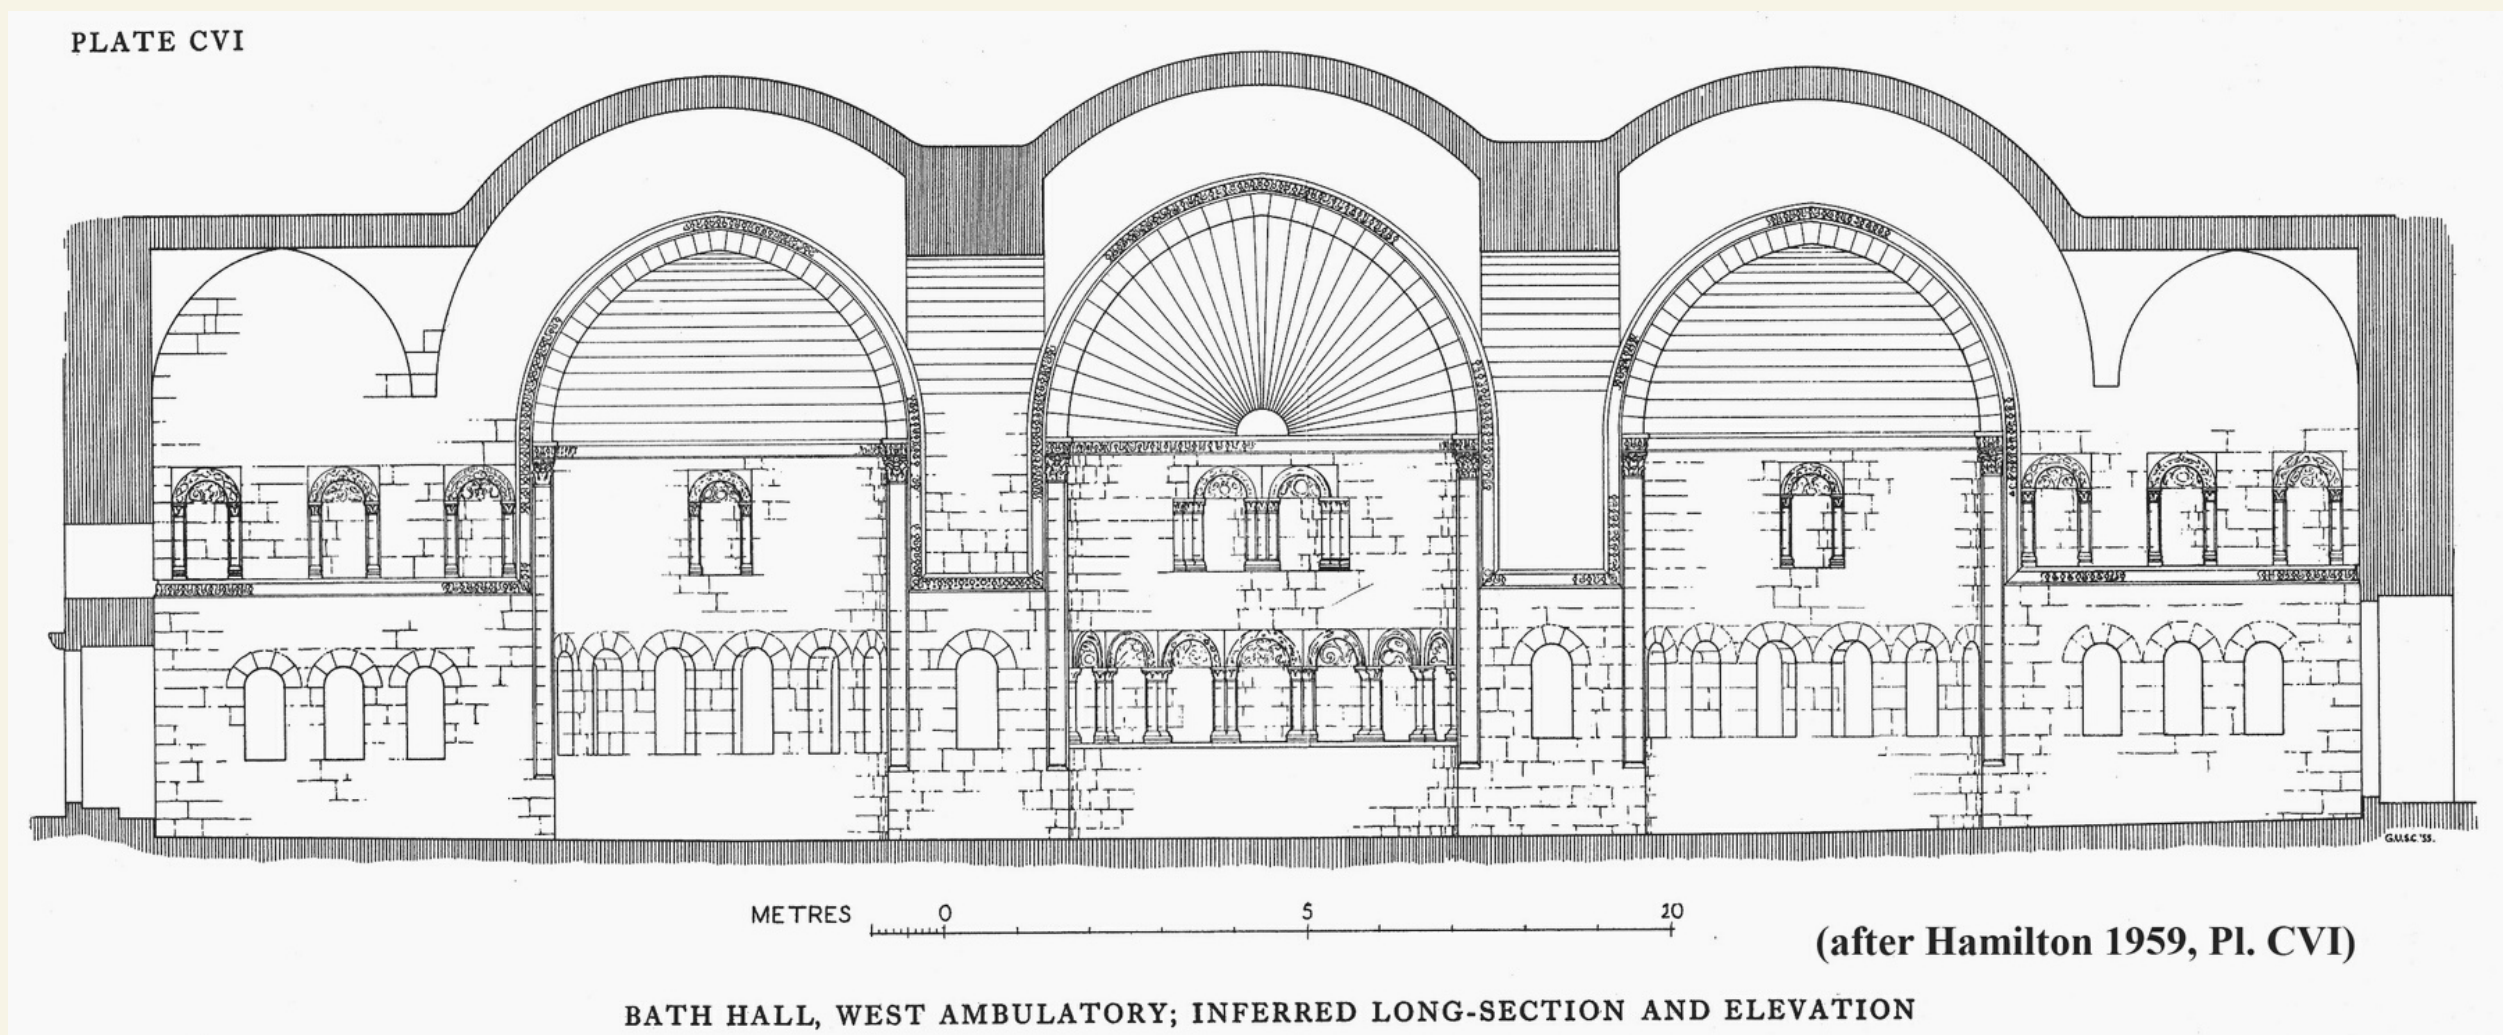 PLATE CVI
G.U.S.C. '55.
METRES 0 5 10
(after Hamilton 1959, Pl. CVI)
BATH HALL, WEST AMBULATORY; INFERRED LONG-SECTION AND ELEVATION